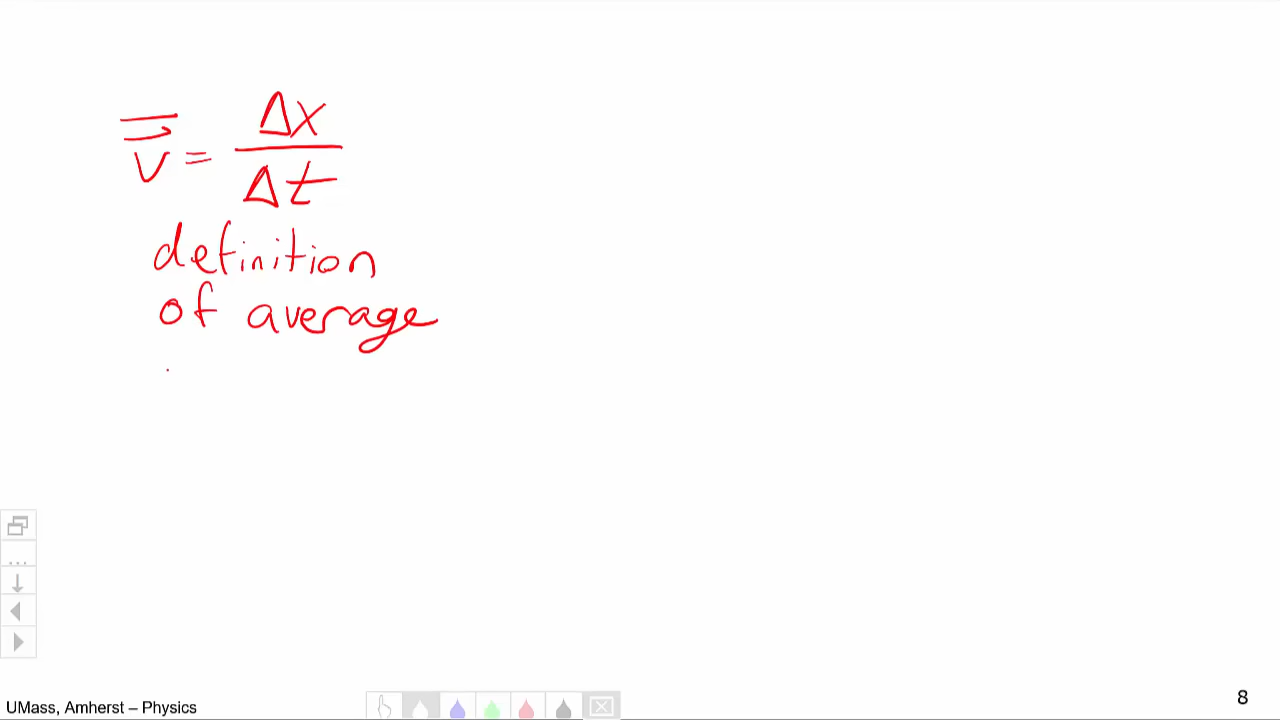 v⃗̅ = Δx/Δt
definition
of average
UMass, Amherst – Physics
8